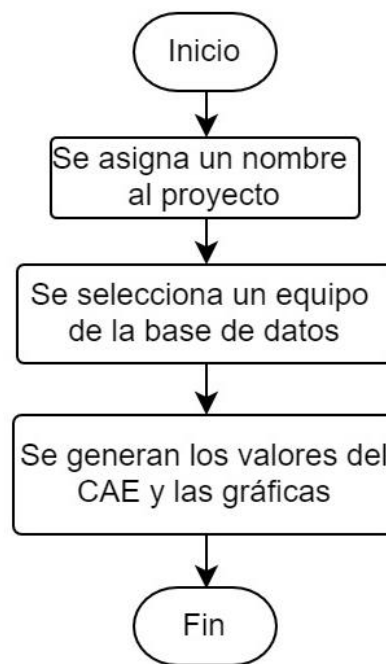 Inicio
Se asigna un nombre
al proyecto
Se selecciona un equipo
de la base de datos
Se generan los valores del
CAE y las gráficas
Fin